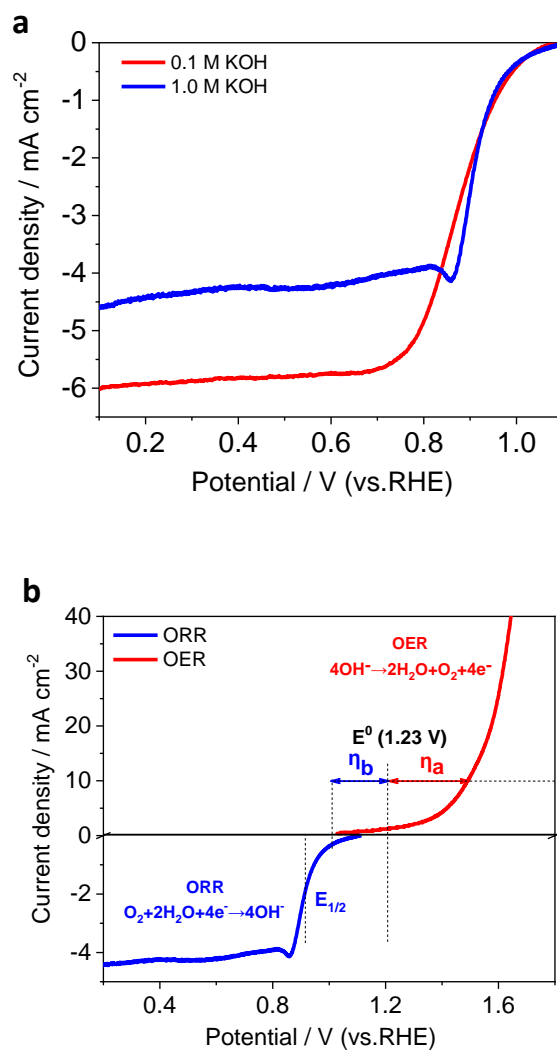 a
0.1 M KOH
1.0 M KOH
0
-1
-2
-3
-4
-5
-6
Current density / mA cm⁻²
0.2 0.4 0.6 0.8 1.0
Potential / V (vs.RHE)
b
ORR
OER
40
30
20
10
0
-2
-4
Current density / mA cm⁻²
OER
4OH⁻→2H₂O+O₂+4e⁻
E⁰ (1.23 V)
η_b η_a
ORR
O₂+2H₂O+4e⁻→4OH⁻
E₁/₂
0.4 0.8 1.2 1.6
Potential / V (vs.RHE)